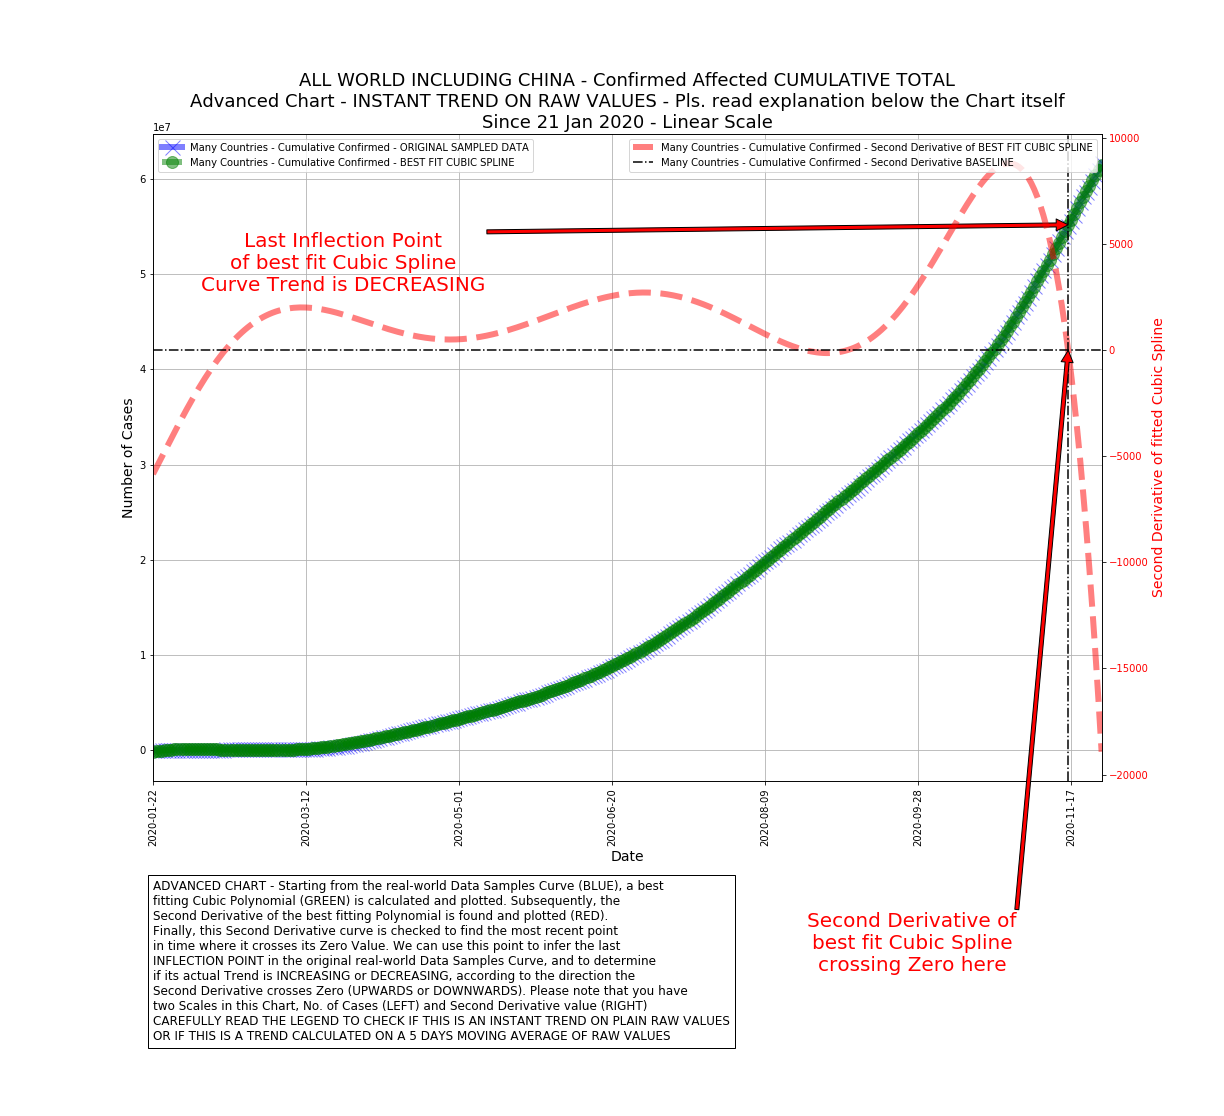 ALL WORLD INCLUDING CHINA - Confirmed Affected CUMULATIVE TOTAL
Advanced Chart - INSTANT TREND ON RAW VALUES - Pls. read explanation below the Chart itself
Since 21 Jan 2020 - Linear Scale
1e7
Many Countries - Cumulative Confirmed - ORIGINAL SAMPLED DATA
Many Countries - Cumulative Confirmed - BEST FIT CUBIC SPLINE
Many Countries - Cumulative Confirmed - Second Derivative of BEST FIT CUBIC SPLINE
Many Countries - Cumulative Confirmed - Second Derivative BASELINE
Last Inflection Point
of best fit Cubic Spline
Curve Trend is DECREASING
Number of Cases
6
5
4
3
2
1
0
10000
5000
0
−5000
−10000
−15000
−20000
Second Derivative of fitted Cubic Spline
2020-01-22
2020-03-12
2020-05-01
2020-06-20
2020-08-09
2020-09-28
2020-11-17
Date
ADVANCED CHART - Starting from the real-world Data Samples Curve (BLUE), a best
fitting Cubic Polynomial (GREEN) is calculated and plotted. Subsequently, the
Second Derivative of the best fitting Polynomial is found and plotted (RED).
Finally, this Second Derivative curve is checked to find the most recent point
in time where it crosses its Zero Value. We can use this point to infer the last
INFLECTION POINT in the original real-world Data Samples Curve, and to determine
if its actual Trend is INCREASING or DECREASING, according to the direction the
Second Derivative crosses Zero (UPWARDS or DOWNWARDS). Please note that you have
two Scales in this Chart, No. of Cases (LEFT) and Second Derivative value (RIGHT)
CAREFULLY READ THE LEGEND TO CHECK IF THIS IS AN INSTANT TREND ON PLAIN RAW VALUES
OR IF THIS IS A TREND CALCULATED ON A 5 DAYS MOVING AVERAGE OF RAW VALUES
Second Derivative of
best fit Cubic Spline
crossing Zero here